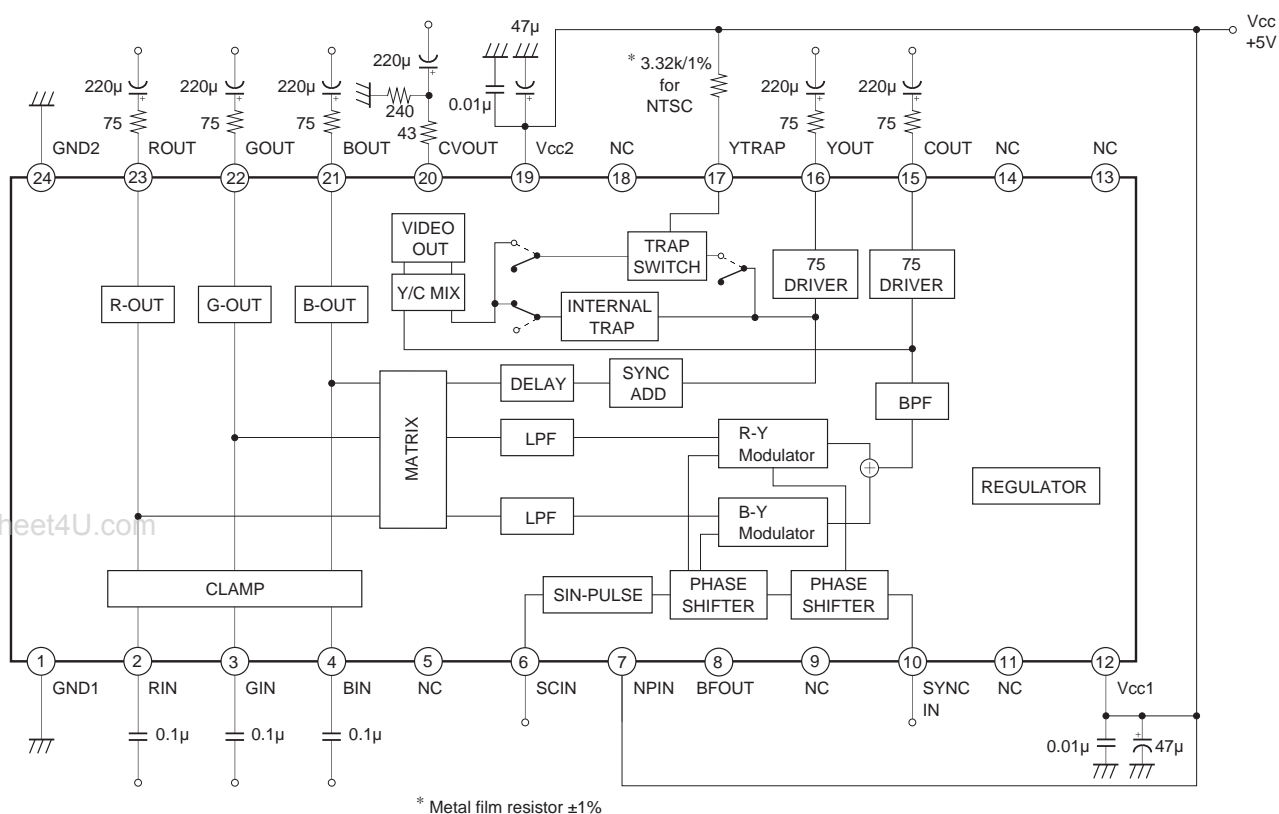 Vcc
+5V
47μ
220μ
220μ
220μ
220μ
* 3.32k/1%
for
NTSC
220μ
220μ
0.01μ
240
75
75
75
43
75
75
GND2
ROUT
GOUT
BOUT
CVOUT
Vcc2
NC
YTRAP
YOUT
COUT
NC
NC
24
23
22
21
20
19
18
17
16
15
14
13
VIDEO
OUT
TRAP
SWITCH
75
DRIVER
75
DRIVER
R-OUT
G-OUT
B-OUT
Y/C MIX
INTERNAL
TRAP
MATRIX
DELAY
SYNC
ADD
BPF
LPF
R-Y
Modulator
REGULATOR
LPF
B-Y
Modulator
heet4U.com
CLAMP
SIN-PULSE
PHASE
SHIFTER
PHASE
SHIFTER
1
2
3
4
5
6
7
8
9
10
11
12
GND1
RIN
GIN
BIN
NC
SCIN
NPIN
BFOUT
NC
SYNC
IN
NC
Vcc1
0.1μ
0.1μ
0.1μ
0.01μ
47μ
* Metal film resistor ±1%